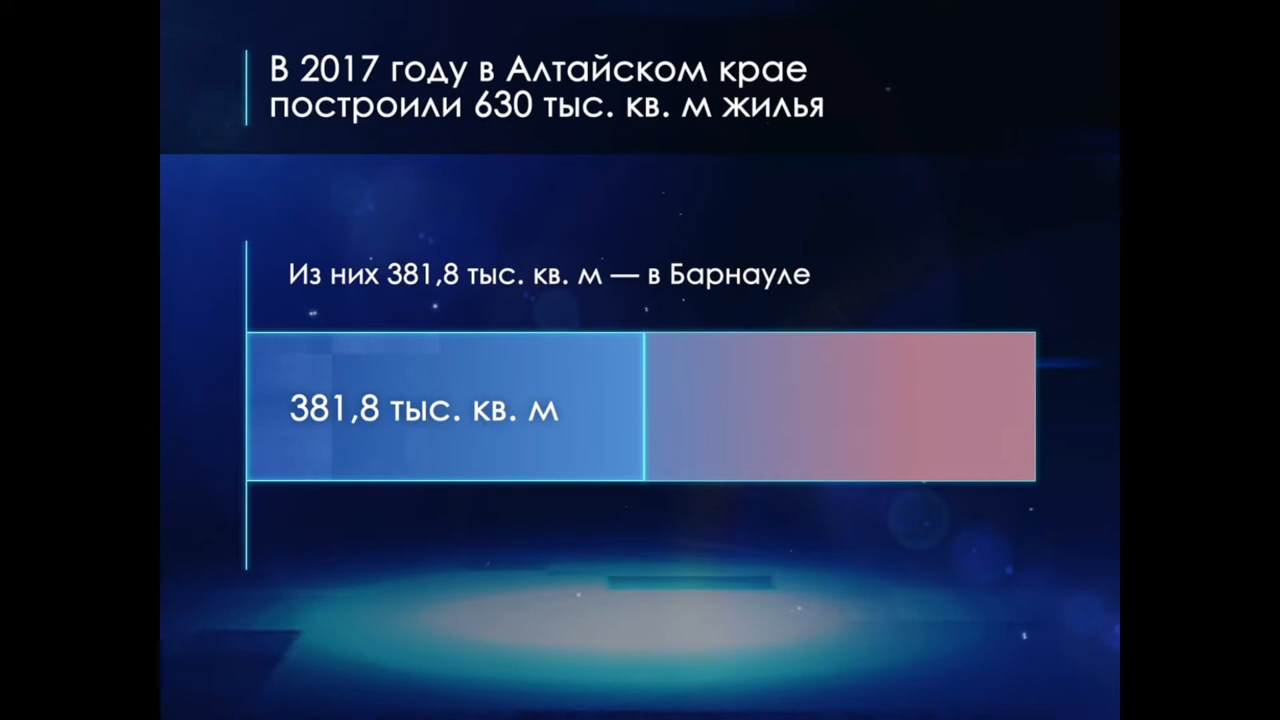 В 2017 году в Алтайском крае
построили 630 тыс. кв. м жилья
Из них 381,8 тыс. кв. м — в Барнауле
381,8 тыс. кв. м